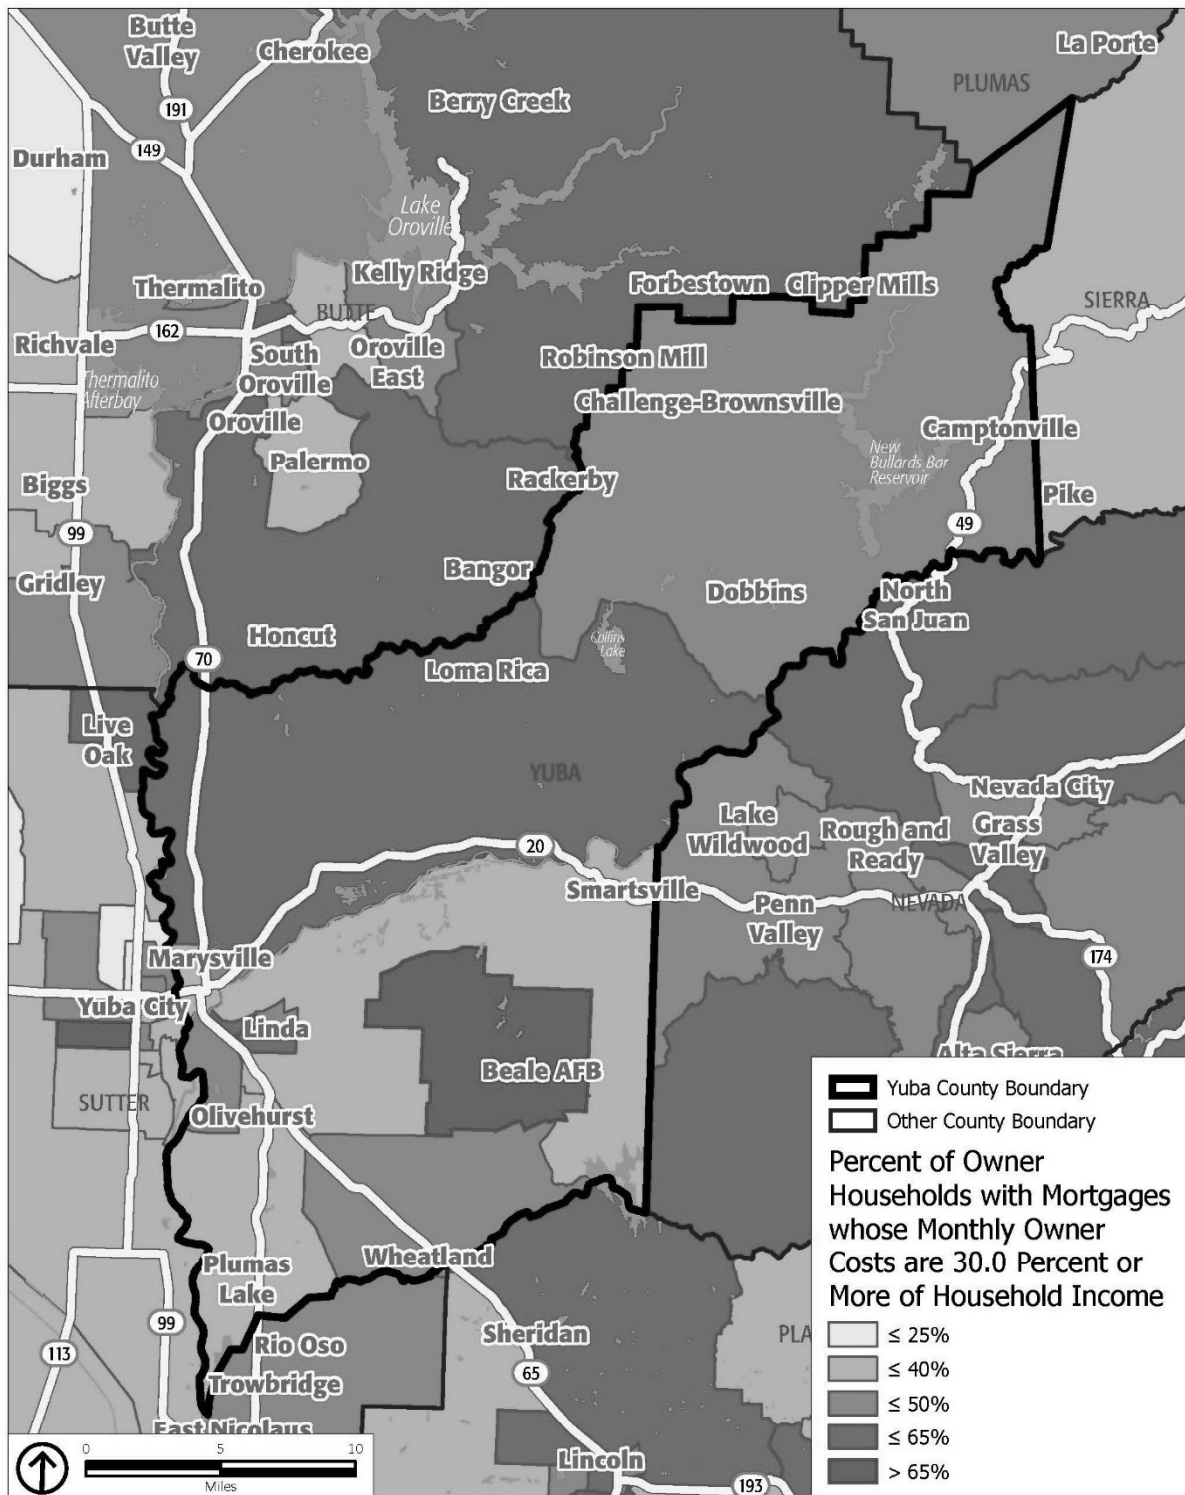 Butte
Valley
Cherokee
La Porte
PLUMAS
Berry Creek
191
149
Durham
Lake
Oroville
Kelly Ridge
Thermalito
Forbestown
Clipper Mills
SIERRA
BUTTE
162
Richvale
South
Oroville
Oroville
East
Robinson Mill
Thermalito
Afterbay
Challenge-Brownsville
Oroville
Camptonville
Palermo
New
Bullards Bar
Reservoir
Biggs
Rackerby
Pike
99
49
Gridley
Bangor
Dobbins
North
San Juan
Honcut
Collins
Lake
70
Loma Rica
Live
Oak
YUBA
Nevada City
Lake
Wildwood
Rough and
Ready
Grass
Valley
20
Smartsville
Penn
Valley
NEVADA
Marysville
174
Yuba City
Linda
Alta Sierra
Beale AFB
SUTTER
Olivehurst
Wheatland
Plumas
Lake
99
113
Rio Oso
Sheridan
PLA
65
Trowbridge
East Nicolaus
Lincoln
193
0 5 10
Miles
Yuba County Boundary
Other County Boundary
Percent of Owner
Households with Mortgages
whose Monthly Owner
Costs are 30.0 Percent or
More of Household Income
≤ 25%
≤ 40%
≤ 50%
≤ 65%
> 65%